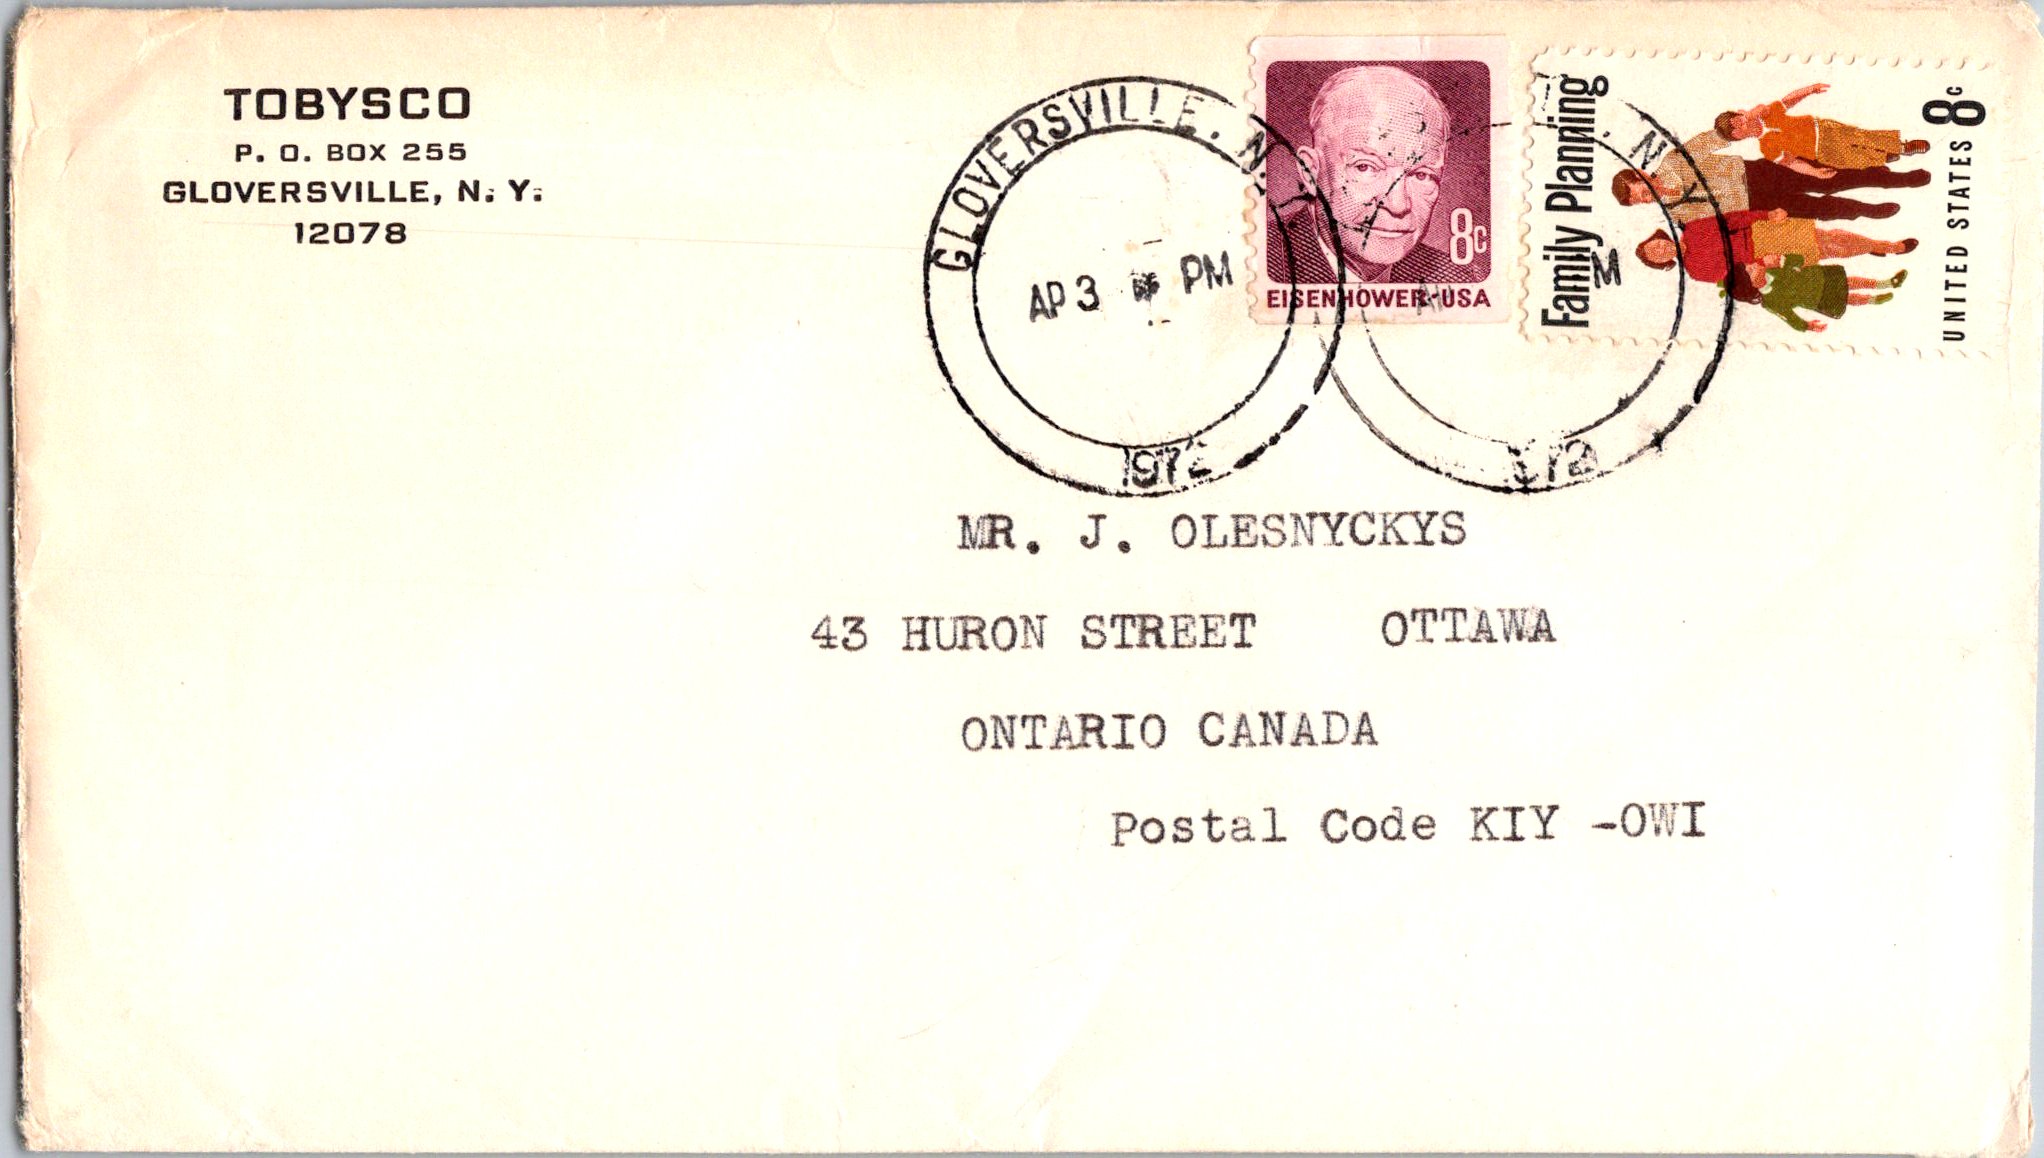 TOBYSCO
P. O. BOX 255
GLOVERSVILLE, N. Y.
12078
GLOVERSVILLE. N.Y.
AP 3 PM
1972
8c
EISENHOWER·USA
N.Y.
M
Family Planning
UNITED STATES 8c
MR. J. OLESNYCKYS
43 HURON STREET OTTAWA
ONTARIO CANADA
Postal Code KIY -OWI